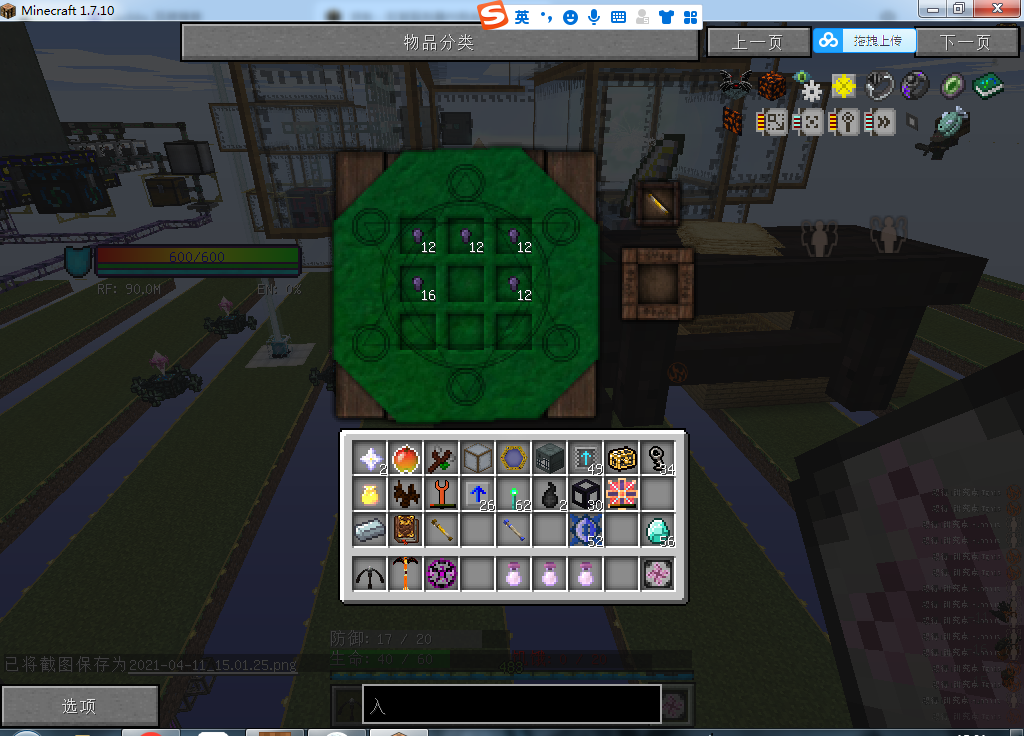 Minecraft 1.7.10
英
物品分类
上一页
拖拽上传
下一页
12
12
12
16
12
600/600
RF: 90.0M
EN: 0%
2
49
34
26
62
2
30
52
56
防御: 17 / 20
生命: 40 / 60
已将截图保存为2021-04-11_15.01.25.png
选项
入